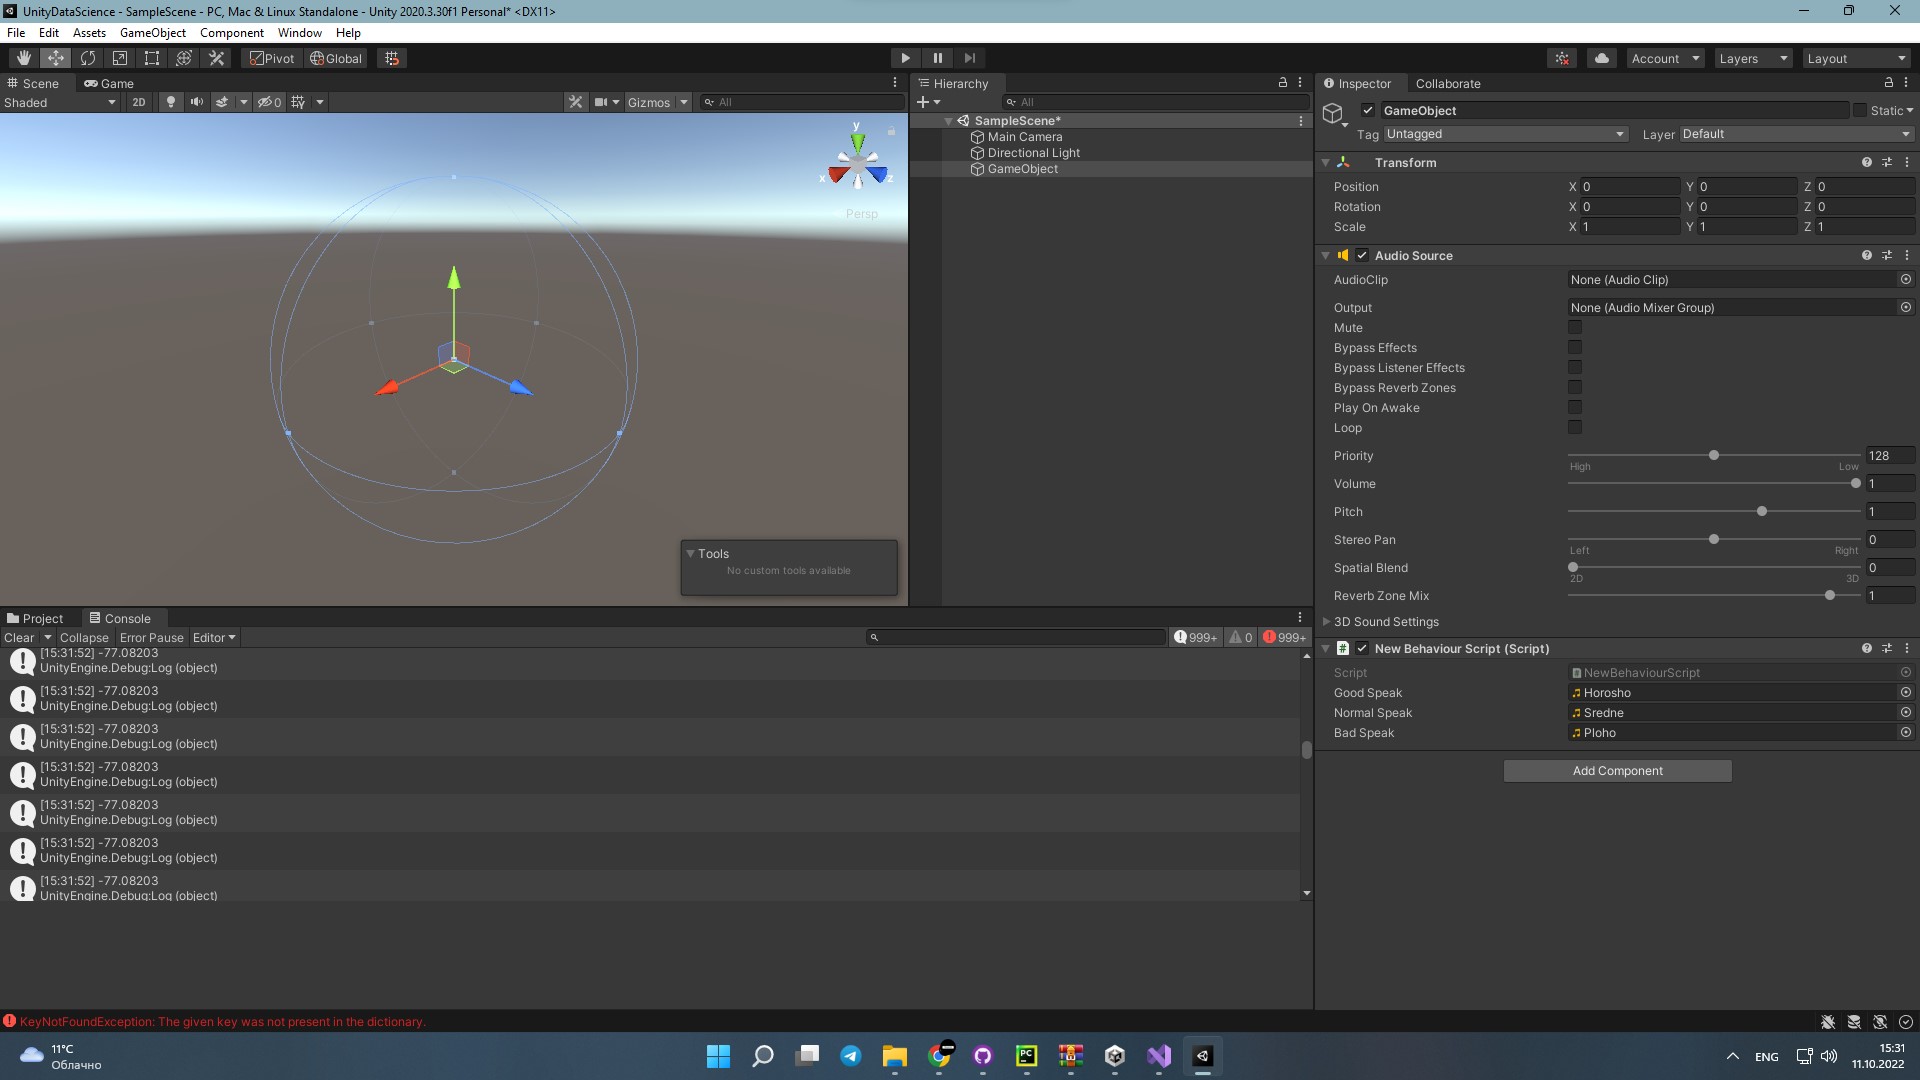 UnityDataScience - SampleScene - PC, Mac & Linux Standalone - Unity 2020.3.30f1 Personal* <DX11>
File Edit Assets GameObject Component Window Help
Pivot Global Account Layers Layout
Scene Game
Shaded 2D 0 Gizmos All
y
x z
Persp
Tools
No custom tools available
Hierarchy
All
SampleScene*
Main Camera
Directional Light
GameObject
Inspector Collaborate
GameObject Static
Tag Untagged Layer Default
Transform
Position X 0 Y 0 Z 0
Rotation X 0 Y 0 Z 0
Scale X 1 Y 1 Z 1
Audio Source
AudioClip None (Audio Clip)
Output None (Audio Mixer Group)
Mute
Bypass Effects
Bypass Listener Effects
Bypass Reverb Zones
Play On Awake
Loop
Priority 128
High Low
Volume 1
Pitch 1
Stereo Pan 0
Left Right
Spatial Blend 0
2D 3D
Reverb Zone Mix 1
3D Sound Settings
New Behaviour Script (Script)
Script NewBehaviourScript
Good Speak Horosho
Normal Speak Sredne
Bad Speak Ploho
Add Component
Project Console
Clear Collapse Error Pause Editor 999+ 0 999+
[15:31:52] -77.08203
UnityEngine.Debug:Log (object)
[15:31:52] -77.08203
UnityEngine.Debug:Log (object)
[15:31:52] -77.08203
UnityEngine.Debug:Log (object)
[15:31:52] -77.08203
UnityEngine.Debug:Log (object)
[15:31:52] -77.08203
UnityEngine.Debug:Log (object)
[15:31:52] -77.08203
UnityEngine.Debug:Log (object)
[15:31:52] -77.08203
UnityEngine.Debug:Log (object)
KeyNotFoundException: The given key was not present in the dictionary.
11°C
Облачно
PC
ENG
15:31
11.10.2022